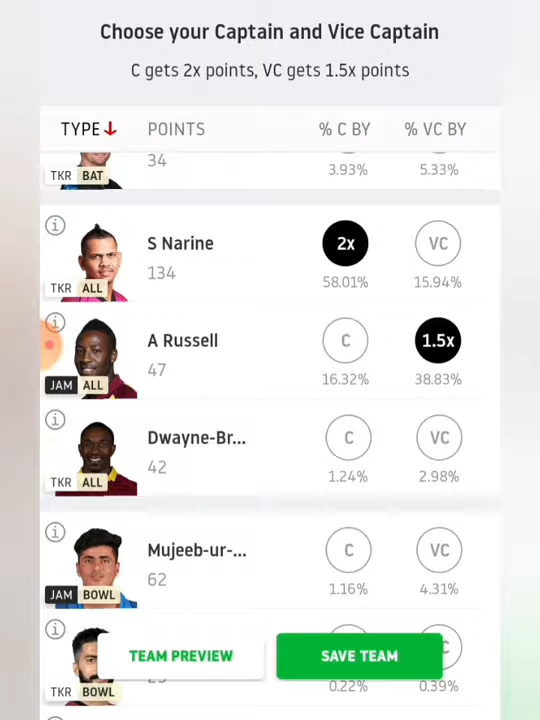 Choose your Captain and Vice Captain
C gets 2x points, VC gets 1.5x points
TYPE POINTS % C BY % VC BY
34
3.93% 5.33%
TKR BAT
S Narine
2x VC
134
58.01% 15.94%
TKR ALL
A Russell
C 1.5x
47
16.32% 38.83%
JAM ALL
Dwayne-Br...
C VC
42
1.24% 2.98%
TKR ALL
Mujeeb-ur-...
C VC
62
1.16% 4.31%
JAM BOWL
TEAM PREVIEW SAVE TEAM
0.22% 0.39%
TKR BOWL